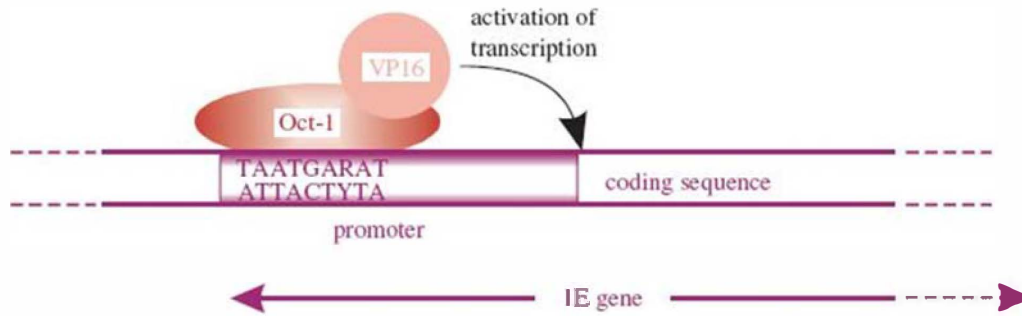 activation of
transcription
VP16
Oct-1
TAATGARAT
ATTACTYTA
coding sequence
promoter
IE gene